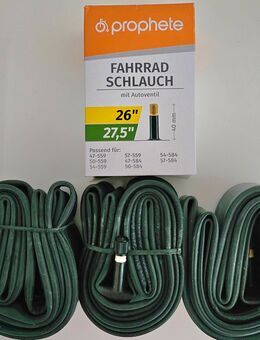 prophete
FAHRRAD
SCHLAUCH
mit Autoventil
26"
27,5"
40 mm
Passend für:
47-559 57-559 54-584
50-559 47-584 57-584
54-559 50-584